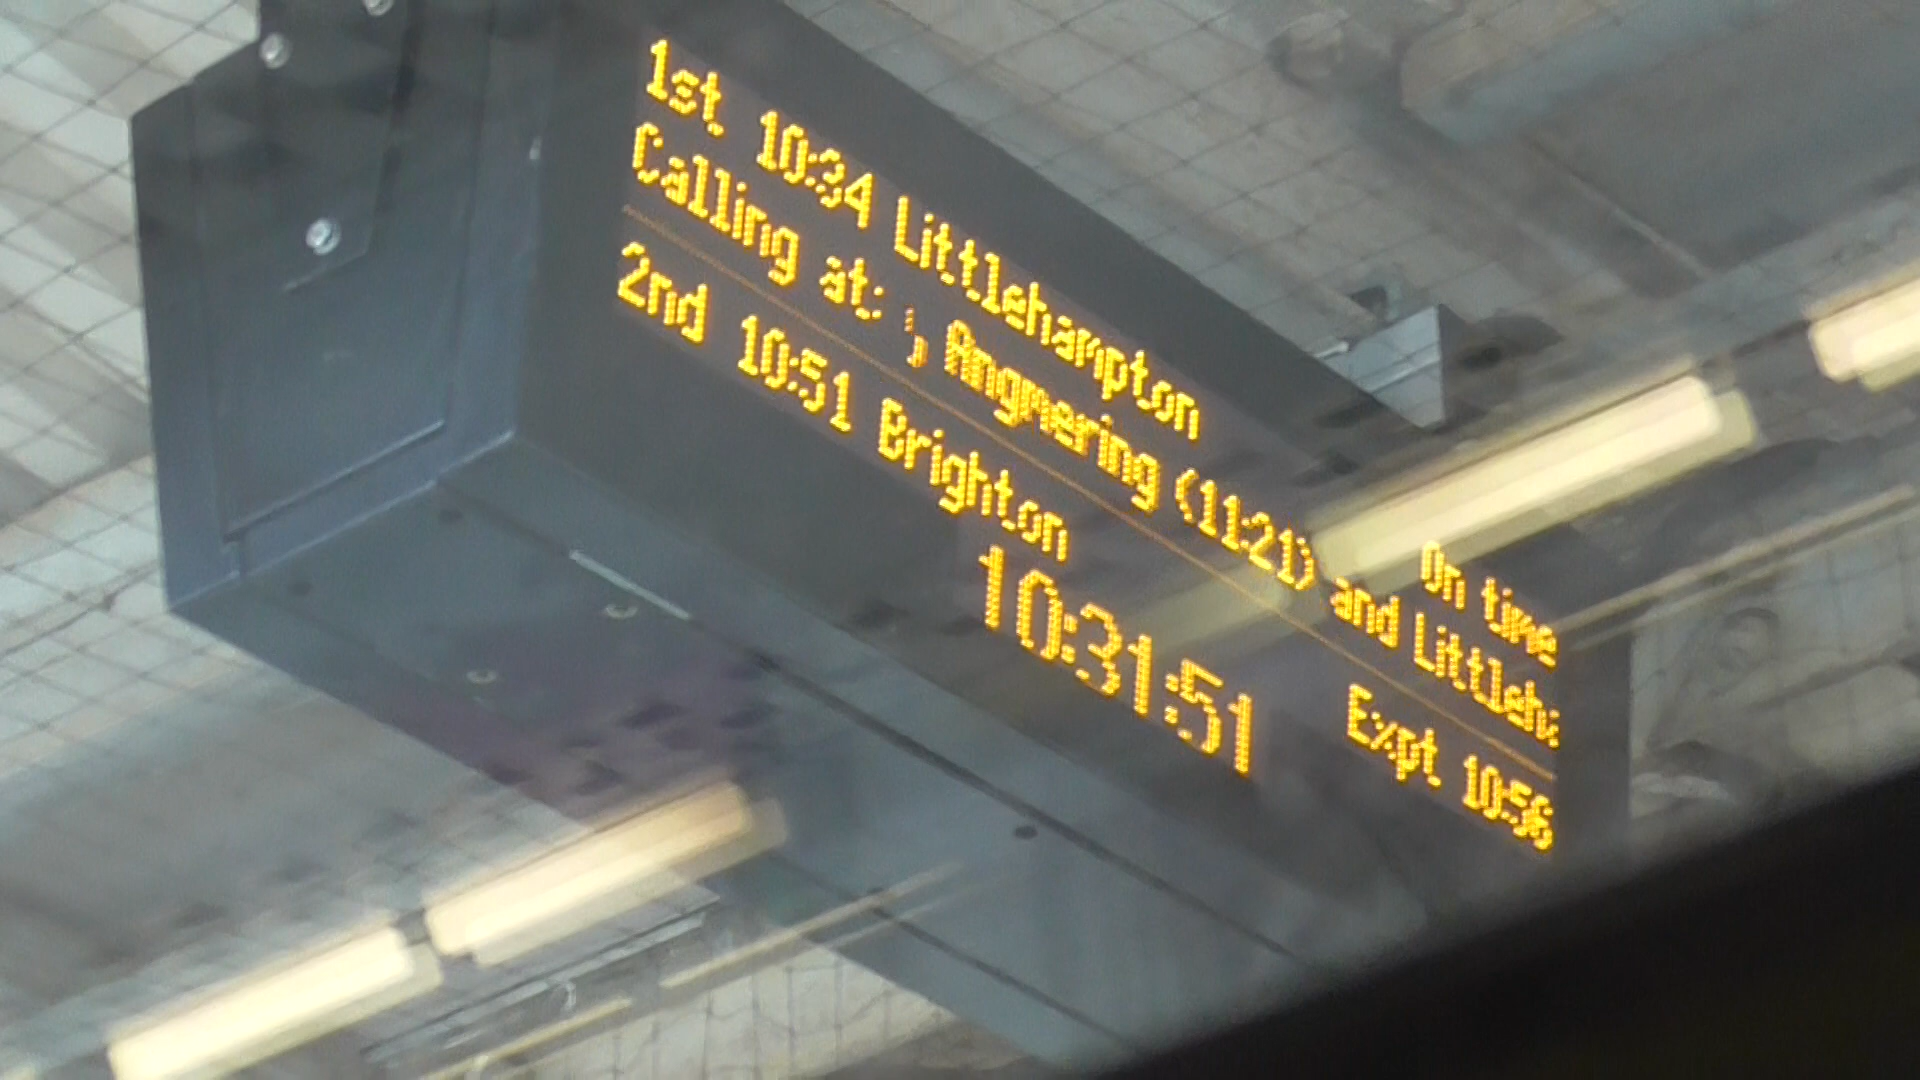 1st 10:34 Littlehampton On time
Calling at: , Angmering (11:21) and Littleha
2nd 10:51 Brighton Expt 10:56
10:31:51